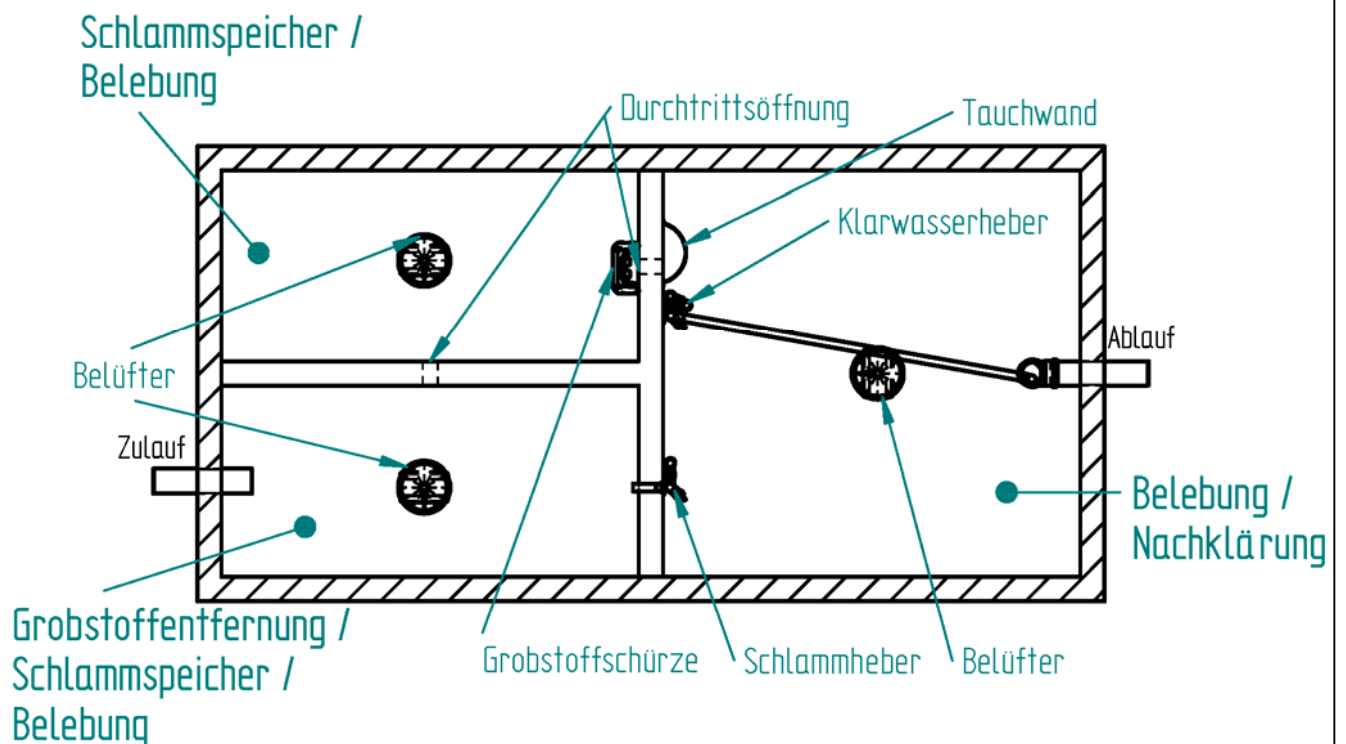 Schlammspeicher /
Belebung
Durchtrittsöffnung
Tauchwand
Klarwasserheber
Ablauf
Belüfter
Zulauf
Belebung /
Nachklärung
Grobstoffentfernung /
Schlammspeicher /
Belebung
Grobstoffschürze
Schlammheber
Belüfter